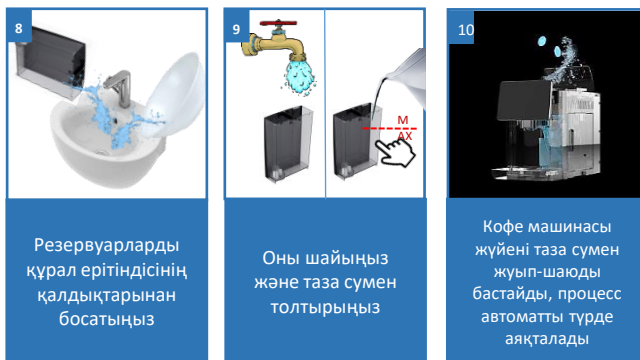 8
Резервуарларды
құрал ерітіндісінің
қалдықтарынан
босатыңыз
9
М
АХ
Оны шайыңыз
және таза сумен
толтырыңыз
10
Кофе машинасы
жүйені таза сумен
жуып-шаюды
бастайды, процесс
автоматты түрде
аяқталады